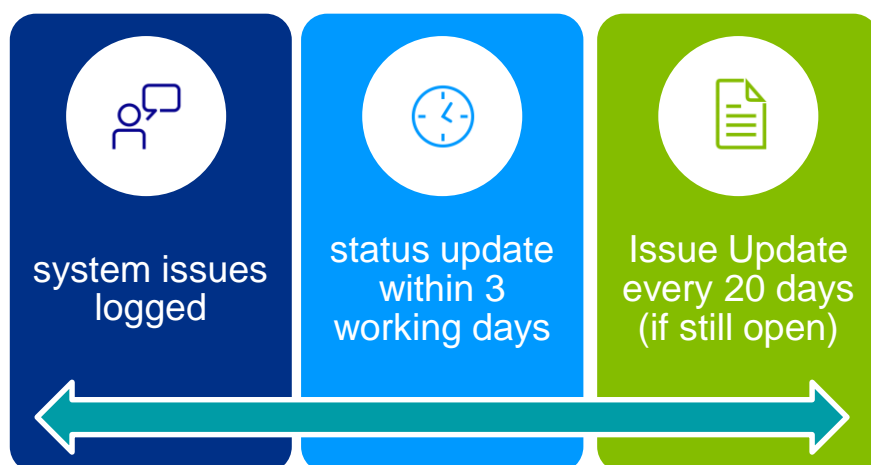 system issues
logged
status update
within 3
working days
Issue Update
every 20 days
(if still open)